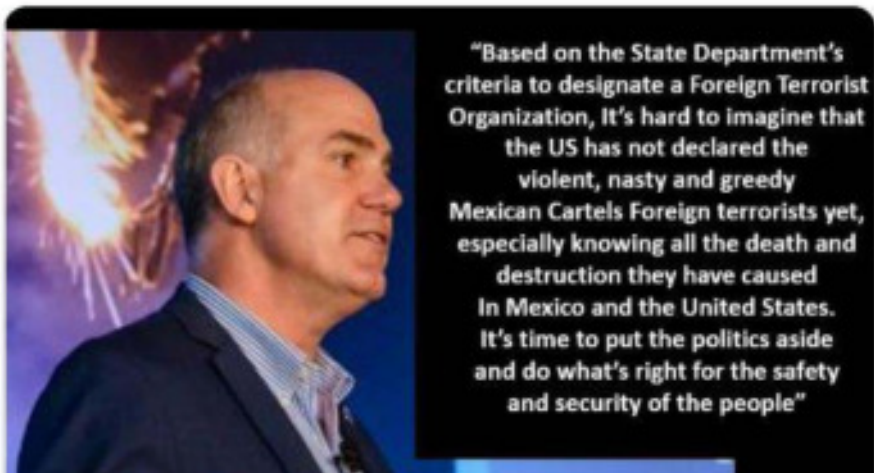 “Based on the State Department’s
criteria to designate a Foreign Terrorist
Organization, It’s hard to imagine that
the US has not declared the
violent, nasty and greedy
Mexican Cartels Foreign terrorists yet,
especially knowing all the death and
destruction they have caused
In Mexico and the United States.
It’s time to put the politics aside
and do what’s right for the safety
and security of the people”